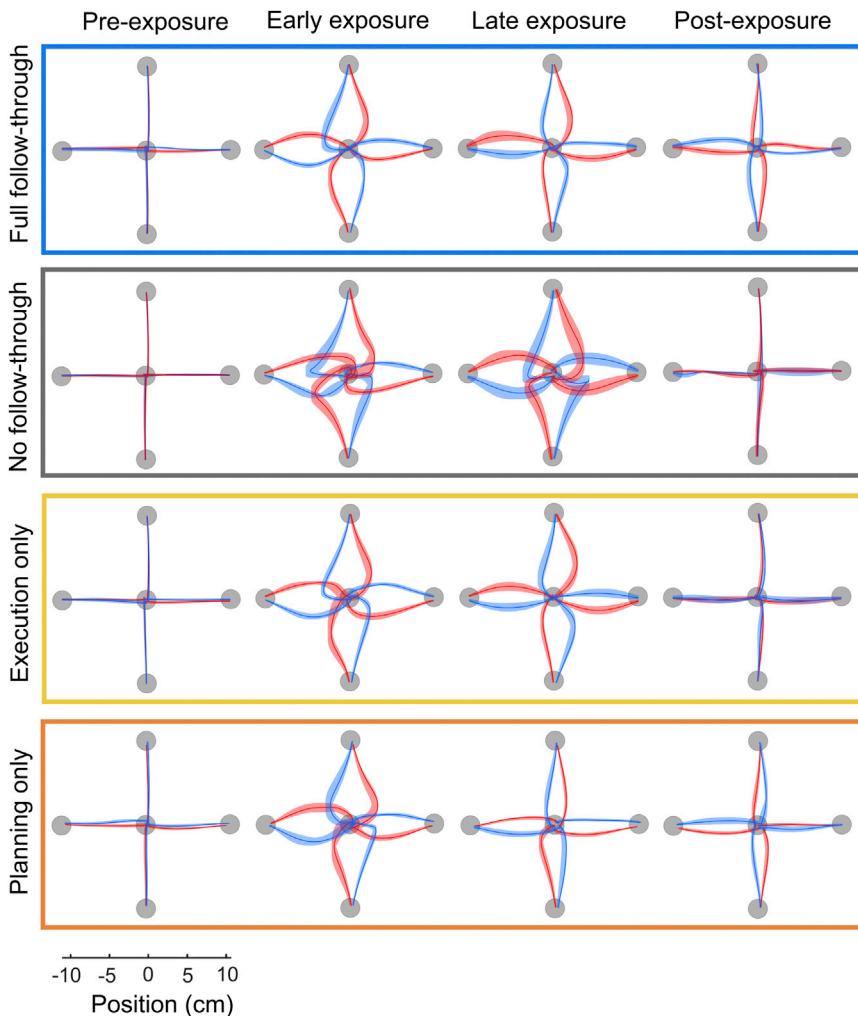 Pre-exposure Early exposure Late exposure Post-exposure
Full follow-through
No follow-through
Execution only
Planning only
-10 -5 0 5 10
Position (cm)